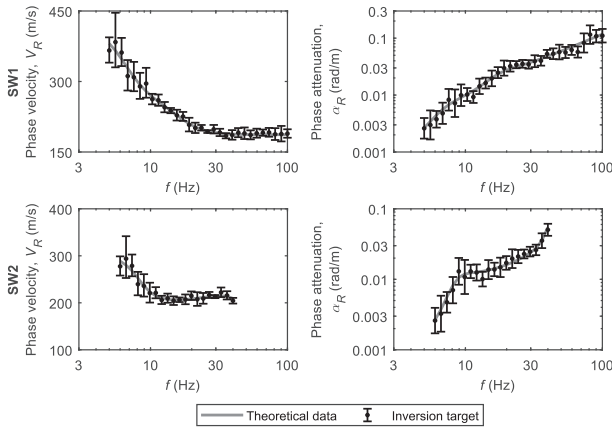 SW1
Phase velocity, V_R (m/s)
450
300
150
3 10 30 100
f (Hz)
Phase attenuation,
α_R (rad/m)
0.3
0.1
0.03
0.01
0.003
0.001
3 10 30 100
f (Hz)
SW2
Phase velocity, V_R (m/s)
400
300
200
100
3 10 30 100
f (Hz)
Phase attenuation,
α_R (rad/m)
0.1
0.03
0.01
0.003
0.001
3 10 30 100
f (Hz)
Theoretical data Inversion target